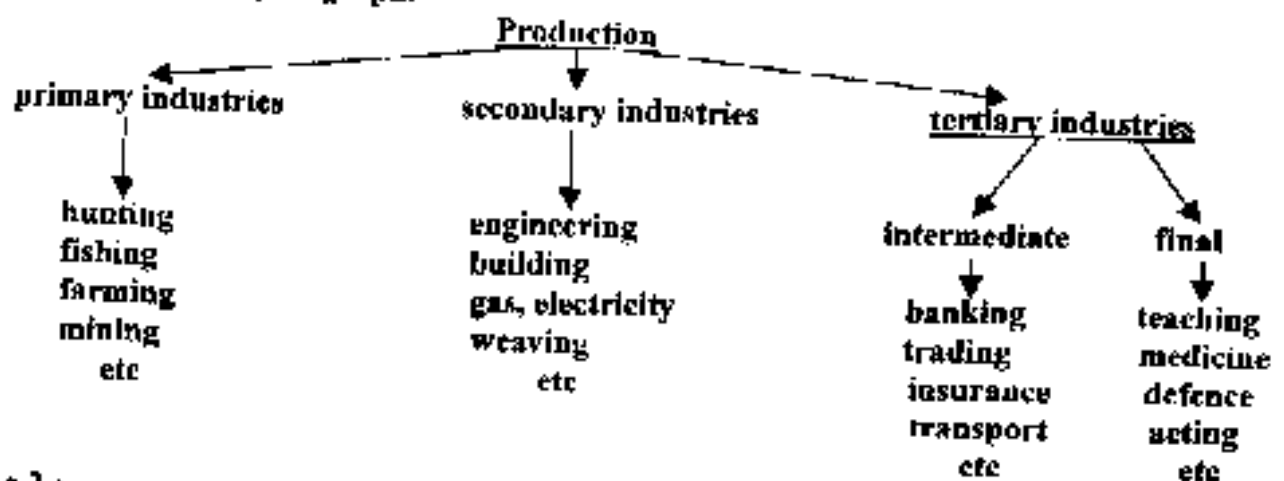 Production
primary industries
secondary industries
tertiary industries
hunting
fishing
farming
mining
etc
engineering
building
gas, electricity
weaving
etc
intermediate
final
banking
trading
insurance
transport
etc
teaching
medicine
defence
acting
etc